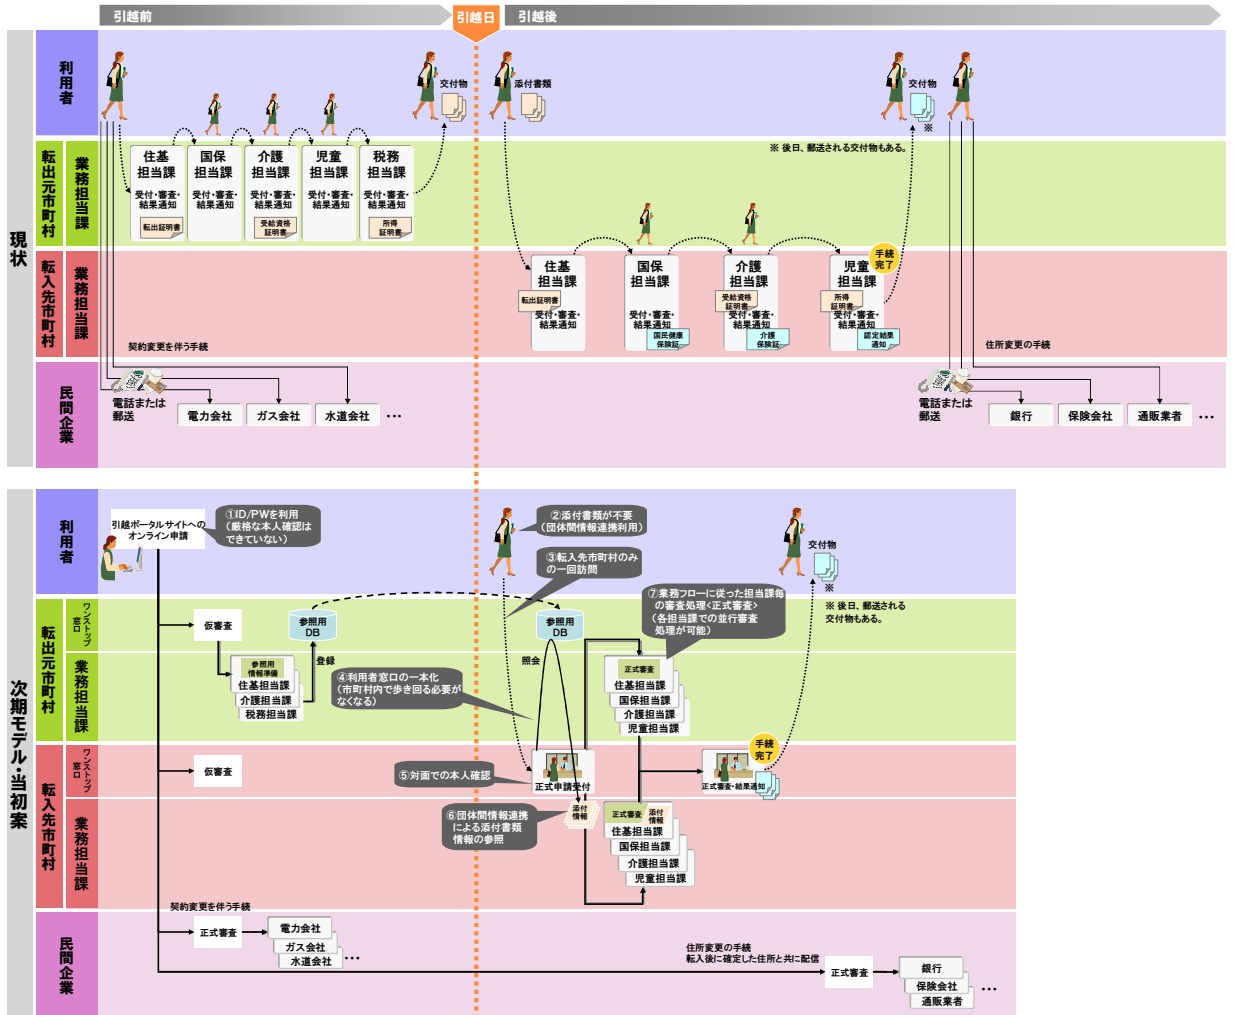 引越前
引越日
引越後
現状
利用者
交付物
添付書類
交付物
※
※ 後日、郵送される交付物もある。
転出元市町村
業務担当課
住基
担当課
受付・審査・
結果通知
転出証明書
国保
担当課
受付・審査・
結果通知
介護
担当課
受付・審査・
結果通知
受給資格
証明書
児童
担当課
受付・審査・
結果通知
税務
担当課
受付・審査・
結果通知
所得
証明書
転入先市町村
業務担当課
住基
担当課
転出証明書
受付・審査・
結果通知
国保
担当課
受付・審査・
結果通知
国民健康
保険証
介護
担当課
受給資格
証明書
受付・審査・
結果通知
介護
保険証
児童
担当課
手続
完了
所得
証明書
受付・審査・
結果通知
認定結果
通知
民間企業
契約変更を伴う手続
電話または
郵送
電力会社
ガス会社
水道会社
…
住所変更の手続
電話または
郵送
銀行
保険会社
通販業者
…
次期モデル・当初案
利用者
引越ポータルサイトへの
オンライン申請
①ID/PWを利用
(厳格な本人確認は
できていない)
②添付書類が不要
(団体間情報連携利用)
③転入先市町村のみ
の一回訪問
交付物
※
※ 後日、郵送される
交付物もある。
転出元市町村
ワンストップ
窓口
仮審査
参照用
DB
参照用
DB
⑦業務フローに従った担当課毎
の審査処理<正式審査>
(各担当課での並行審査
処理が可能)
業務担当課
参照用
情報準備
住基担当課
介護担当課
税務担当課
登録
照会
④利用者窓口の一本化
(市町村内で歩き回る必要が
なくなる)
正式審査
住基担当課
国保担当課
介護担当課
児童担当課
転入先市町村
ワンストップ
窓口
仮審査
⑤対面での本人確認
正式申請受付
手続
完了
正式審査・結果通知
業務担当課
⑥団体間情報連携
による添付書類
情報の参照
添付
情報
正式審査
添付
情報
住基担当課
国保担当課
介護担当課
児童担当課
民間企業
契約変更を伴う手続
正式審査
電力会社
ガス会社
水道会社
…
住所変更の手続
転入後に確定した住所と共に配信
正式審査
銀行
保険会社
通販業者
…